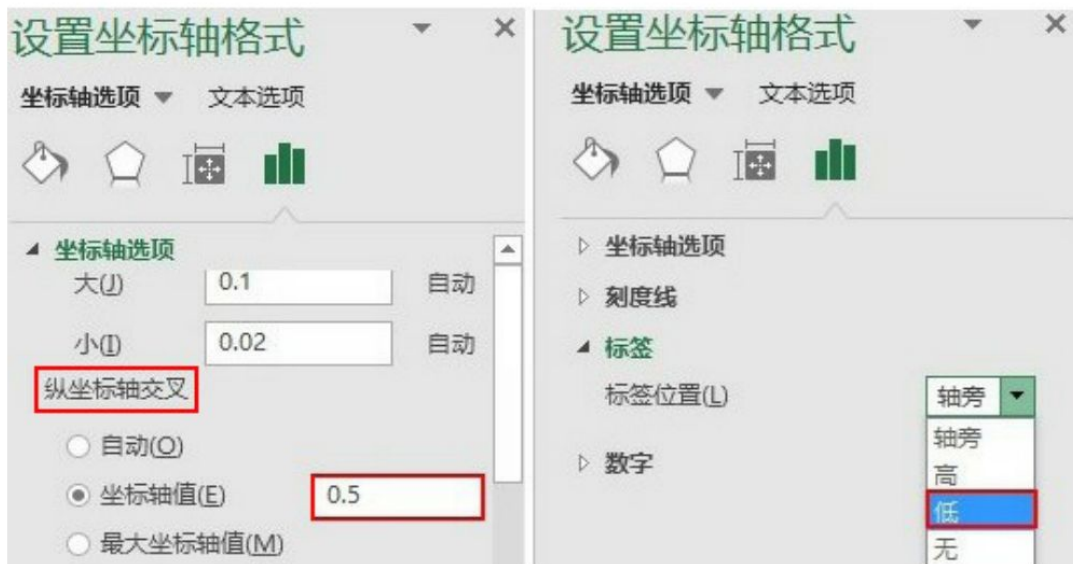 设置坐标轴格式
坐标轴选项 文本选项
坐标轴选项
大(J) 0.1 自动
小(I) 0.02 自动
纵坐标轴交叉
自动(O)
坐标轴值(E) 0.5
最大坐标轴值(M)
设置坐标轴格式
坐标轴选项 文本选项
坐标轴选项
刻度线
标签
标签位置(L) 轴旁
轴旁
高
低
无
数字